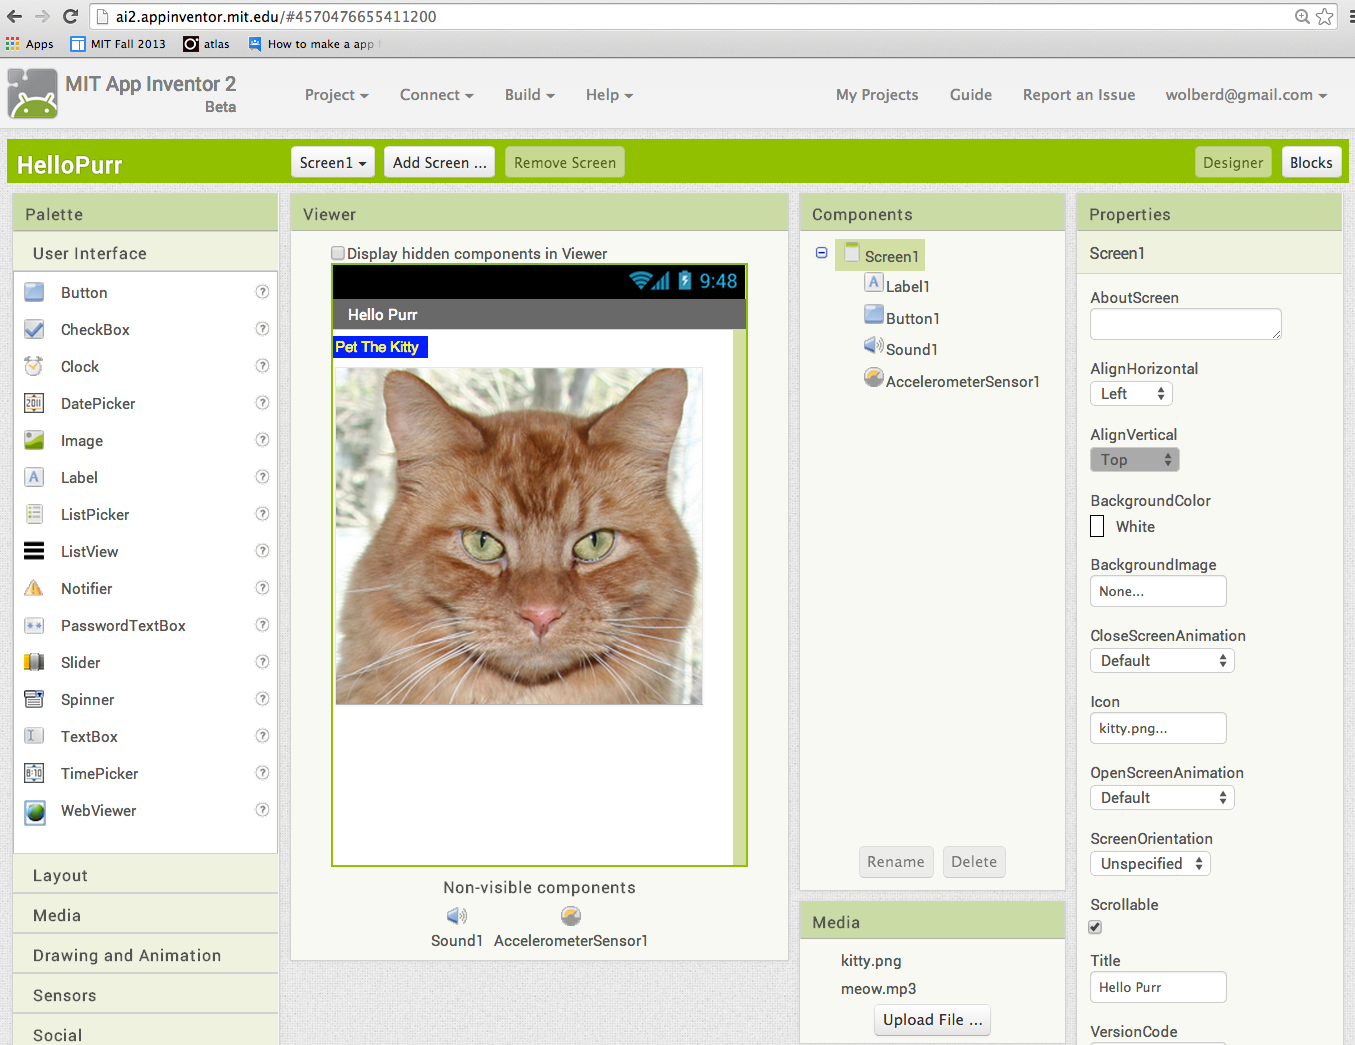 ai2.appinventor.mit.edu/#4570476655411200
Apps MIT Fall 2013 atlas How to make a app
MIT App Inventor 2
Beta
Project Connect Build Help My Projects Guide Report an Issue wolberd@gmail.com
HelloPurr Screen1 Add Screen ... Remove Screen Designer Blocks
Palette
User Interface
Button ?
CheckBox ?
Clock ?
DatePicker ?
Image ?
Label ?
ListPicker ?
ListView ?
Notifier ?
PasswordTextBox ?
Slider ?
Spinner ?
TextBox ?
TimePicker ?
WebViewer ?
Layout
Media
Drawing and Animation
Sensors
Social
Viewer
Display hidden components in Viewer
9:48
Hello Purr
Pet The Kitty
Non-visible components
Sound1 AccelerometerSensor1
Components
Screen1
A Label1
Button1
Sound1
AccelerometerSensor1
Rename Delete
Media
kitty.png
meow.mp3
Upload File ...
Properties
Screen1
AboutScreen
AlignHorizontal
Left
AlignVertical
Top
BackgroundColor
White
BackgroundImage
None...
CloseScreenAnimation
Default
Icon
kitty.png...
OpenScreenAnimation
Default
ScreenOrientation
Unspecified
Scrollable
Title
Hello Purr
VersionCode